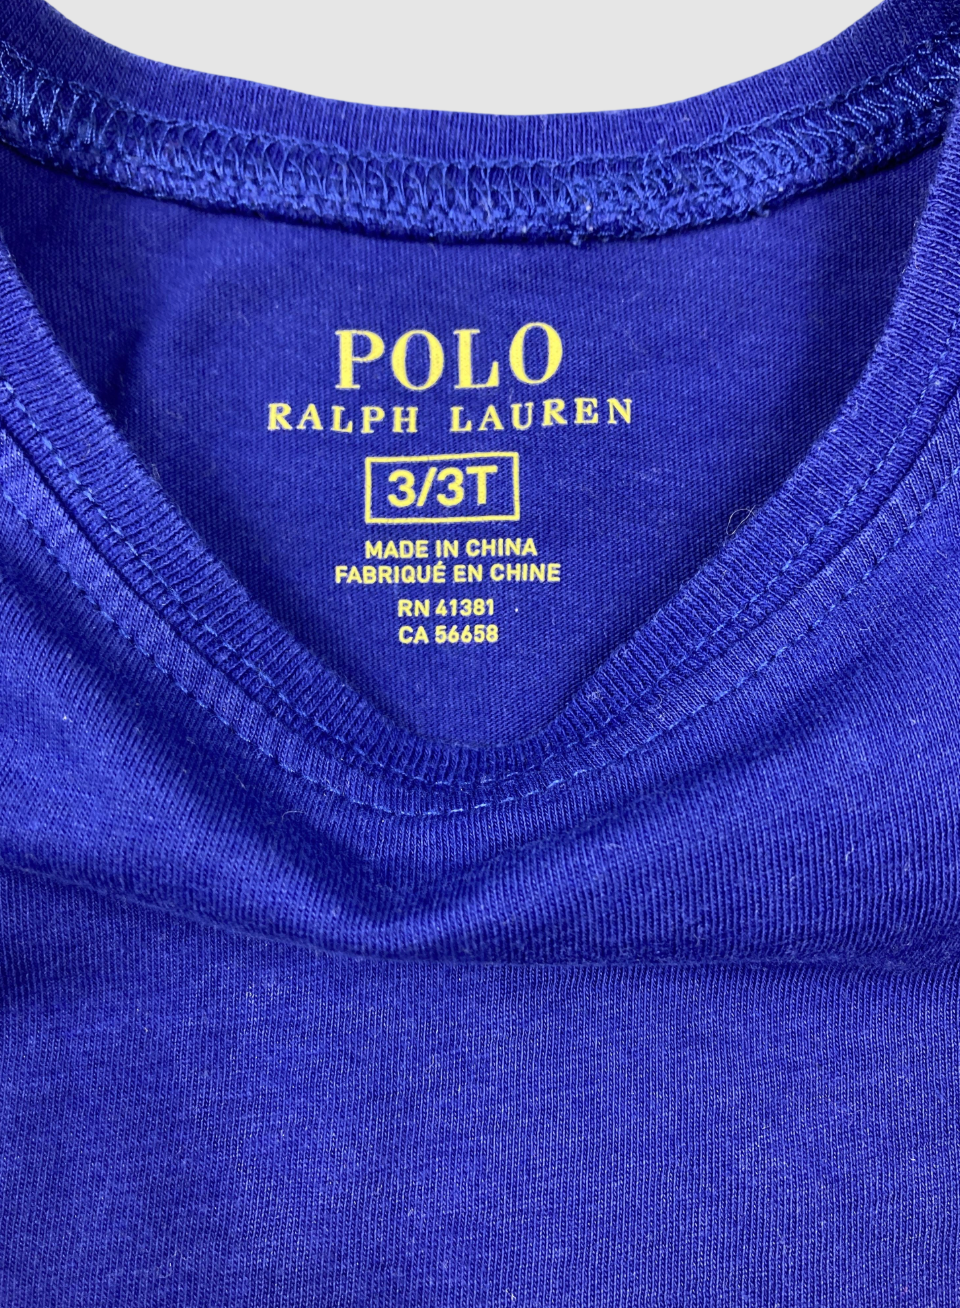 POLO
RALPH LAUREN
3/3T
MADE IN CHINA
FABRIQUÉ EN CHINE
RN 41381
CA 56658